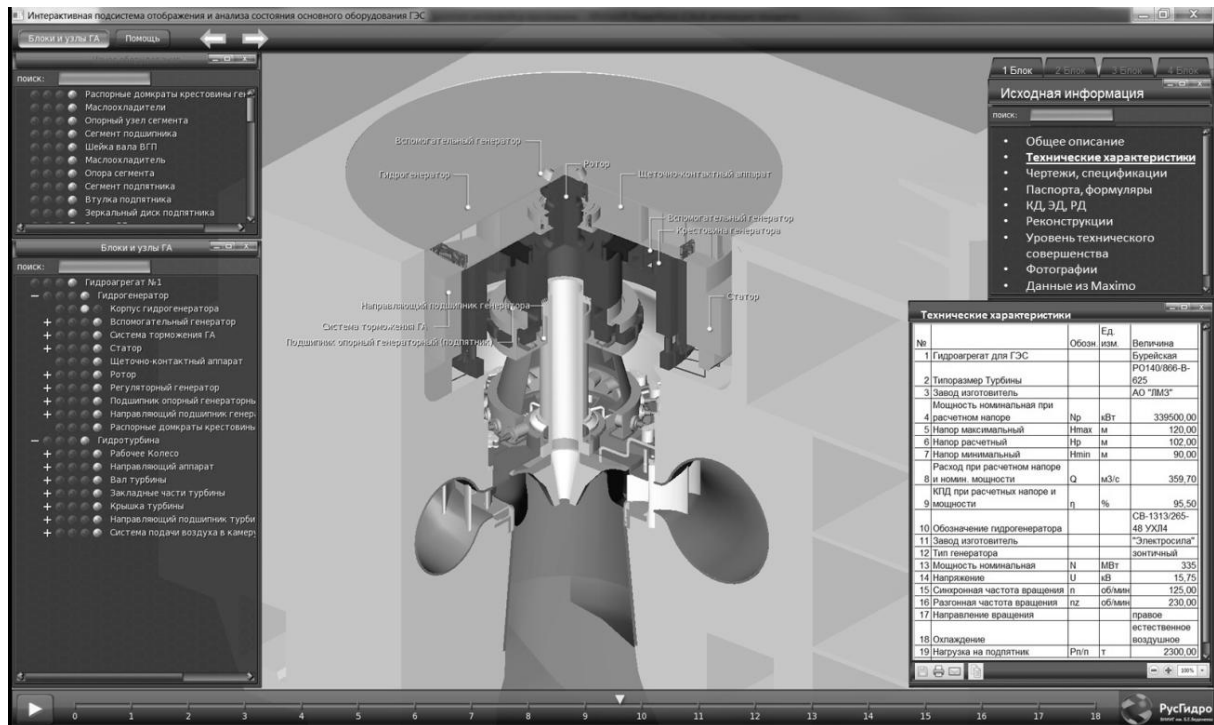 Интерактивная подсистема отображения и анализа состояния основного оборудования ГЭС
Блоки и узлы ГА
Помощь
поиск:
Распорные домкраты крестовины ген
Маслоохладители
Опорный узел сегмента
Сегмент подшипника
Шейка вала ВГП
Маслоохладитель
Опора сегмента
Сегмент подпятника
Втулка подпятника
Зеркальный диск подпятника
Блоки и узлы ГА
поиск:
Гидроагрегат №1
Гидрогенератор
Корпус гидрогенератора
Вспомогательный генератор
Система торможения ГА
Статор
Щеточно-контактный аппарат
Ротор
Регуляторный генератор
Подшипник опорный генераторны
Направляющий подшипник генера
Распорные домкраты крестовины
Гидротурбина
Рабочее Колесо
Направляющий аппарат
Вал турбины
Закладные части турбины
Крышка турбины
Направляющий подшипник турби
Система подачи воздуха в камеру
Вспомогательный генератор
Ротор
Гидрогенератор
Щеточно-контактный аппарат
Вспомогательный генератор
Крестовина генератора
Статор
Направляющий подшипник генератора
Система торможения ГА
Подшипник опорный генераторный (подпятник)
1 Блок
2 Блок
3 Блок
4 Блок
Исходная информация
поиск:
• Общее описание
• Технические характеристики
• Чертежи, спецификации
• Паспорта, формуляры
• КД, ЭД, РД
• Реконструкции
• Уровень технического
совершенства
• Фотографии
• Данные из Maximo
Технические характеристики
№ Обозн. Ед. изм. Величина
1 Гидроагрегат для ГЭС Бурейская
2 Типоразмер Турбины РО140/866-В-625
3 Завод изготовитель АО "ЛМЗ"
4 Мощность номинальная при расчетном напоре Np кВт 339500,00
5 Напор максимальный Hmax м 120,00
6 Напор расчетный Hp м 102,00
7 Напор минимальный Hmin м 90,00
8 Расход при расчетном напоре и номин. мощности Q м3/с 359,70
9 КПД при расчетных напоре и мощности η % 95,50
10 Обозначение гидрогенератора СВ-1313/265-48 УХЛ4
11 Завод изготовитель "Электросила"
12 Тип генератора зонтичный
13 Мощность номинальная N МВт 335
14 Напряжение U кВ 15,75
15 Синхронная частота вращения n об/мин 125,00
16 Разгонная частота вращения nz об/мин 230,00
17 Направление вращения правое
18 Охлаждение естественное воздушное
19 Нагрузка на подпятник Рп/п т 2300,00
100%
0 1 2 3 4 5 6 7 8 9 10 11 12 13 14 15 16 17 18
РусГидро